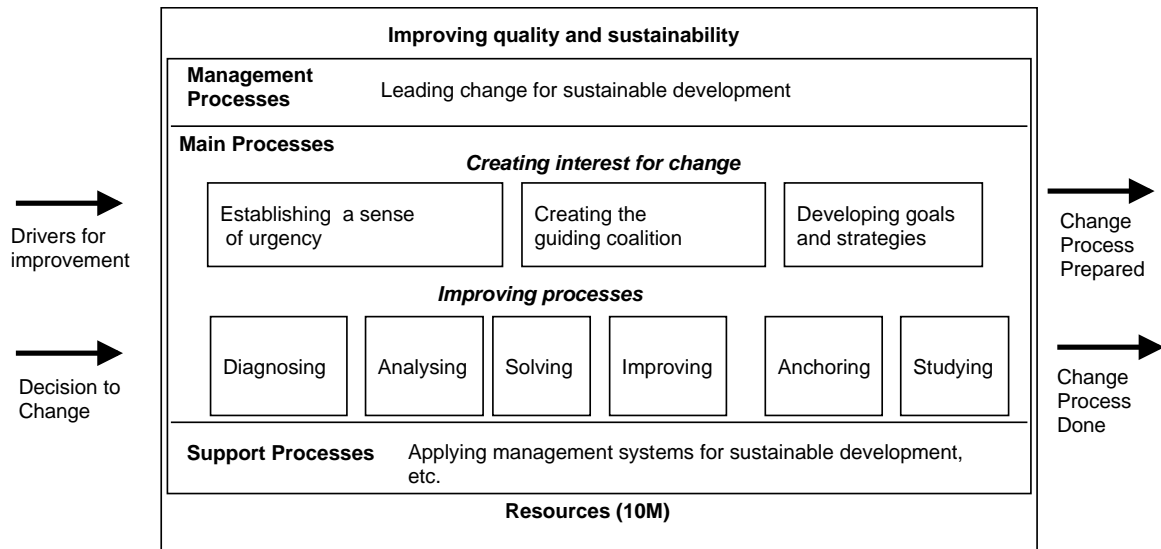 Improving quality and sustainability
Management
Processes
Leading change for sustainable development
Main Processes
Creating interest for change
Drivers for
improvement
Establishing a sense
of urgency
Creating the
guiding coalition
Developing goals
and strategies
Change
Process
Prepared
Improving processes
Decision to
Change
Diagnosing
Analysing
Solving
Improving
Anchoring
Studying
Change
Process
Done
Support Processes
Applying management systems for sustainable development,
etc.
Resources (10M)